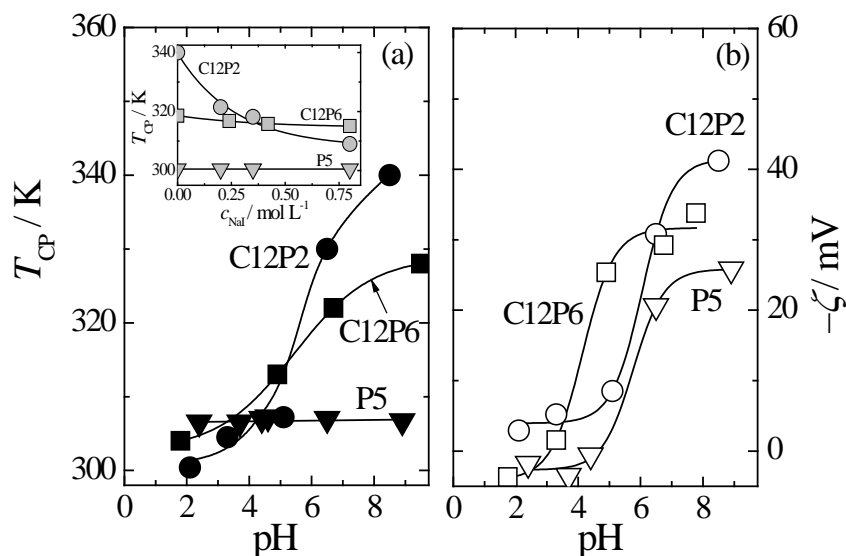 360
(a)
(b)
40
340
C12P2
T_CP / K
320
C12P6
P5
300
0.00
0.25
0.50
0.75
c_NaI / mol L⁻¹
T_CP / K
340
320
300
C12P2
C12P6
P5
0
2
4
6
8
pH
C12P2
C12P6
P5
2
4
6
8
pH
40
20
0
−ζ / mV